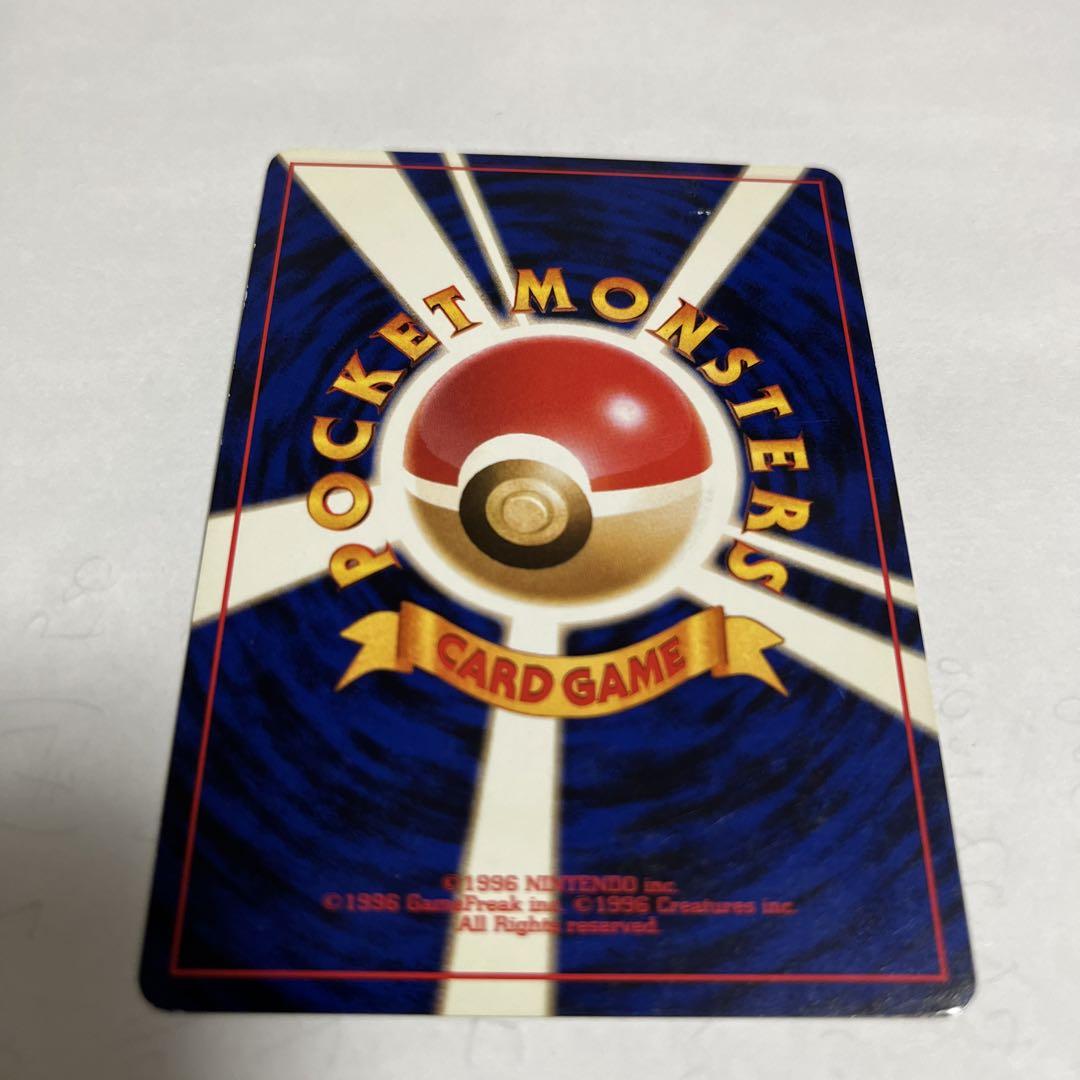 POCKET MONSTERS
CARD GAME
©1996 NINTENDO inc.
©1996 GameFreak inc. ©1996 Creatures inc.
All Rights reserved.